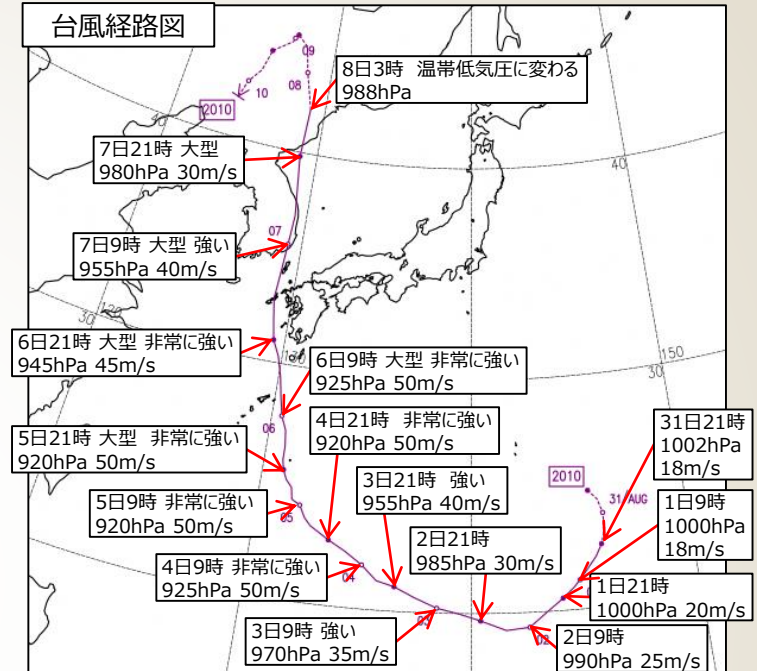 台風経路図
09
08
10
2010
8日3時 温帯低気圧に変わる
988hPa
40
7日21時 大型
980hPa 30m/s
40
07
7日9時 大型 強い
955hPa 40m/s
30
130
150
30
6日21時 大型 非常に強い
945hPa 45m/s
6日9時 大型 非常に強い
925hPa 50m/s
06
4日21時 非常に強い
920hPa 50m/s
31日21時
1002hPa
18m/s
5日21時 大型 非常に強い
920hPa 50m/s
3日21時 強い
955hPa 40m/s
2010
31 AUG
5日9時 非常に強い
920hPa 50m/s
05
1日9時
1000hPa
18m/s
2日21時
985hPa 30m/s
4日9時 非常に強い
925hPa 50m/s
04
1日21時
1000hPa 20m/s
03
3日9時 強い
970hPa 35m/s
02
2日9時
990hPa 25m/s